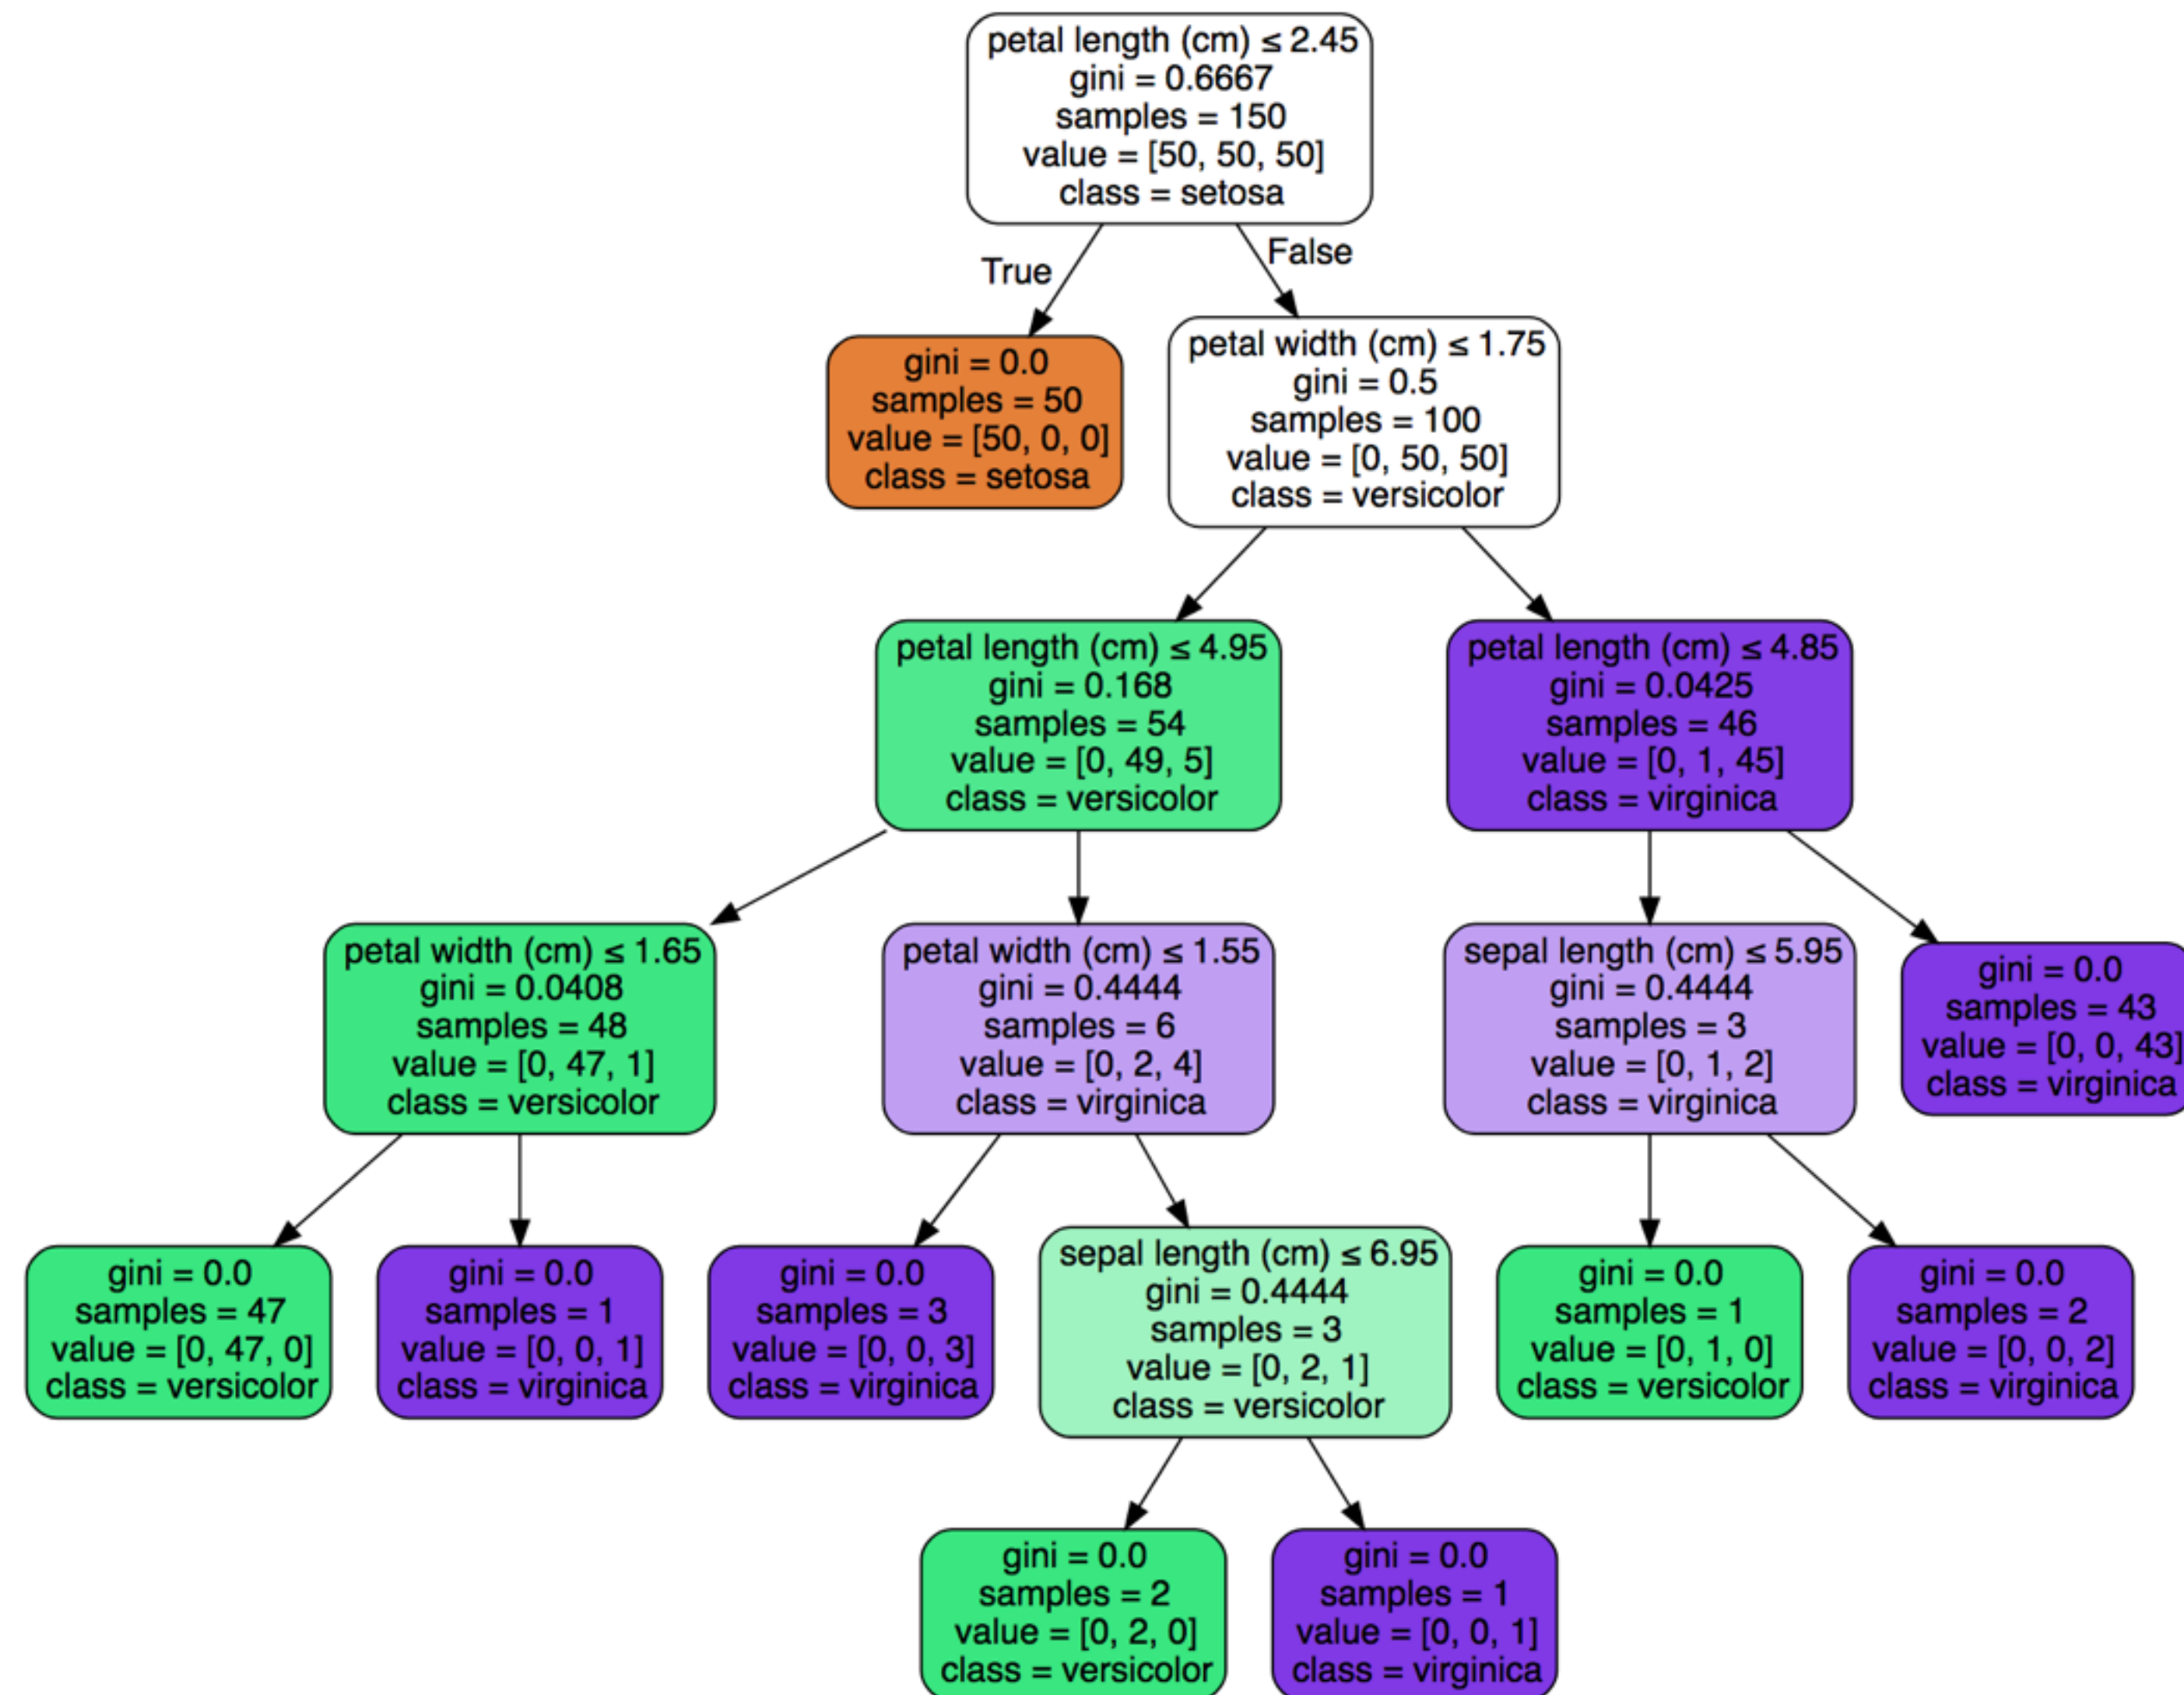 petal length (cm) ≤ 2.45
gini = 0.6667
samples = 150
value = [50, 50, 50]
class = setosa
True
False
gini = 0.0
samples = 50
value = [50, 0, 0]
class = setosa
petal width (cm) ≤ 1.75
gini = 0.5
samples = 100
value = [0, 50, 50]
class = versicolor
petal length (cm) ≤ 4.95
gini = 0.168
samples = 54
value = [0, 49, 5]
class = versicolor
petal length (cm) ≤ 4.85
gini = 0.0425
samples = 46
value = [0, 1, 45]
class = virginica
petal width (cm) ≤ 1.65
gini = 0.0408
samples = 48
value = [0, 47, 1]
class = versicolor
petal width (cm) ≤ 1.55
gini = 0.4444
samples = 6
value = [0, 2, 4]
class = virginica
sepal length (cm) ≤ 5.95
gini = 0.4444
samples = 3
value = [0, 1, 2]
class = virginica
gini = 0.0
samples = 43
value = [0, 0, 43]
class = virginica
gini = 0.0
samples = 47
value = [0, 47, 0]
class = versicolor
gini = 0.0
samples = 1
value = [0, 0, 1]
class = virginica
gini = 0.0
samples = 3
value = [0, 0, 3]
class = virginica
sepal length (cm) ≤ 6.95
gini = 0.4444
samples = 3
value = [0, 2, 1]
class = versicolor
gini = 0.0
samples = 1
value = [0, 1, 0]
class = versicolor
gini = 0.0
samples = 2
value = [0, 0, 2]
class = virginica
gini = 0.0
samples = 2
value = [0, 2, 0]
class = versicolor
gini = 0.0
samples = 1
value = [0, 0, 1]
class = virginica